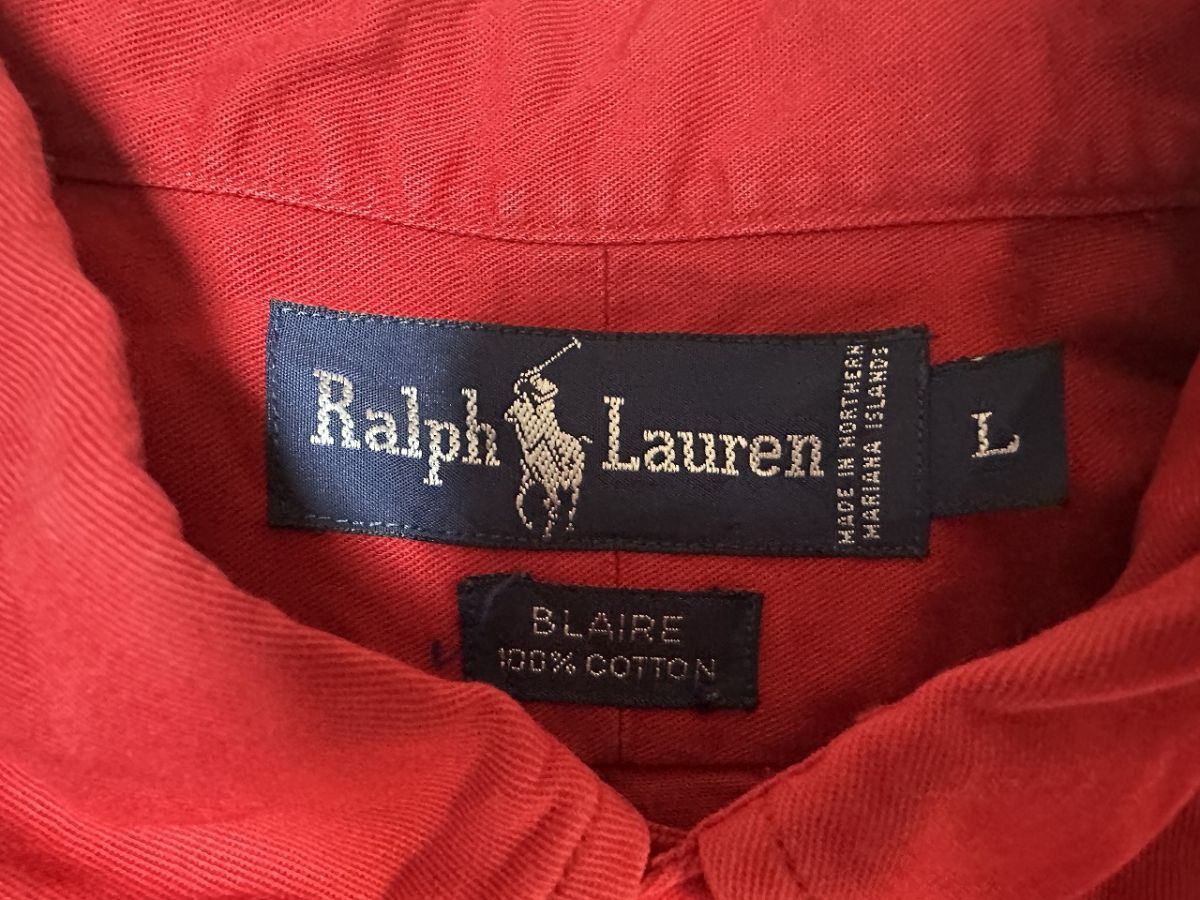 Ralph Lauren
MADE IN NORTHERN
MARIANA ISLANDS
L
BLAIRE
100% COTTON